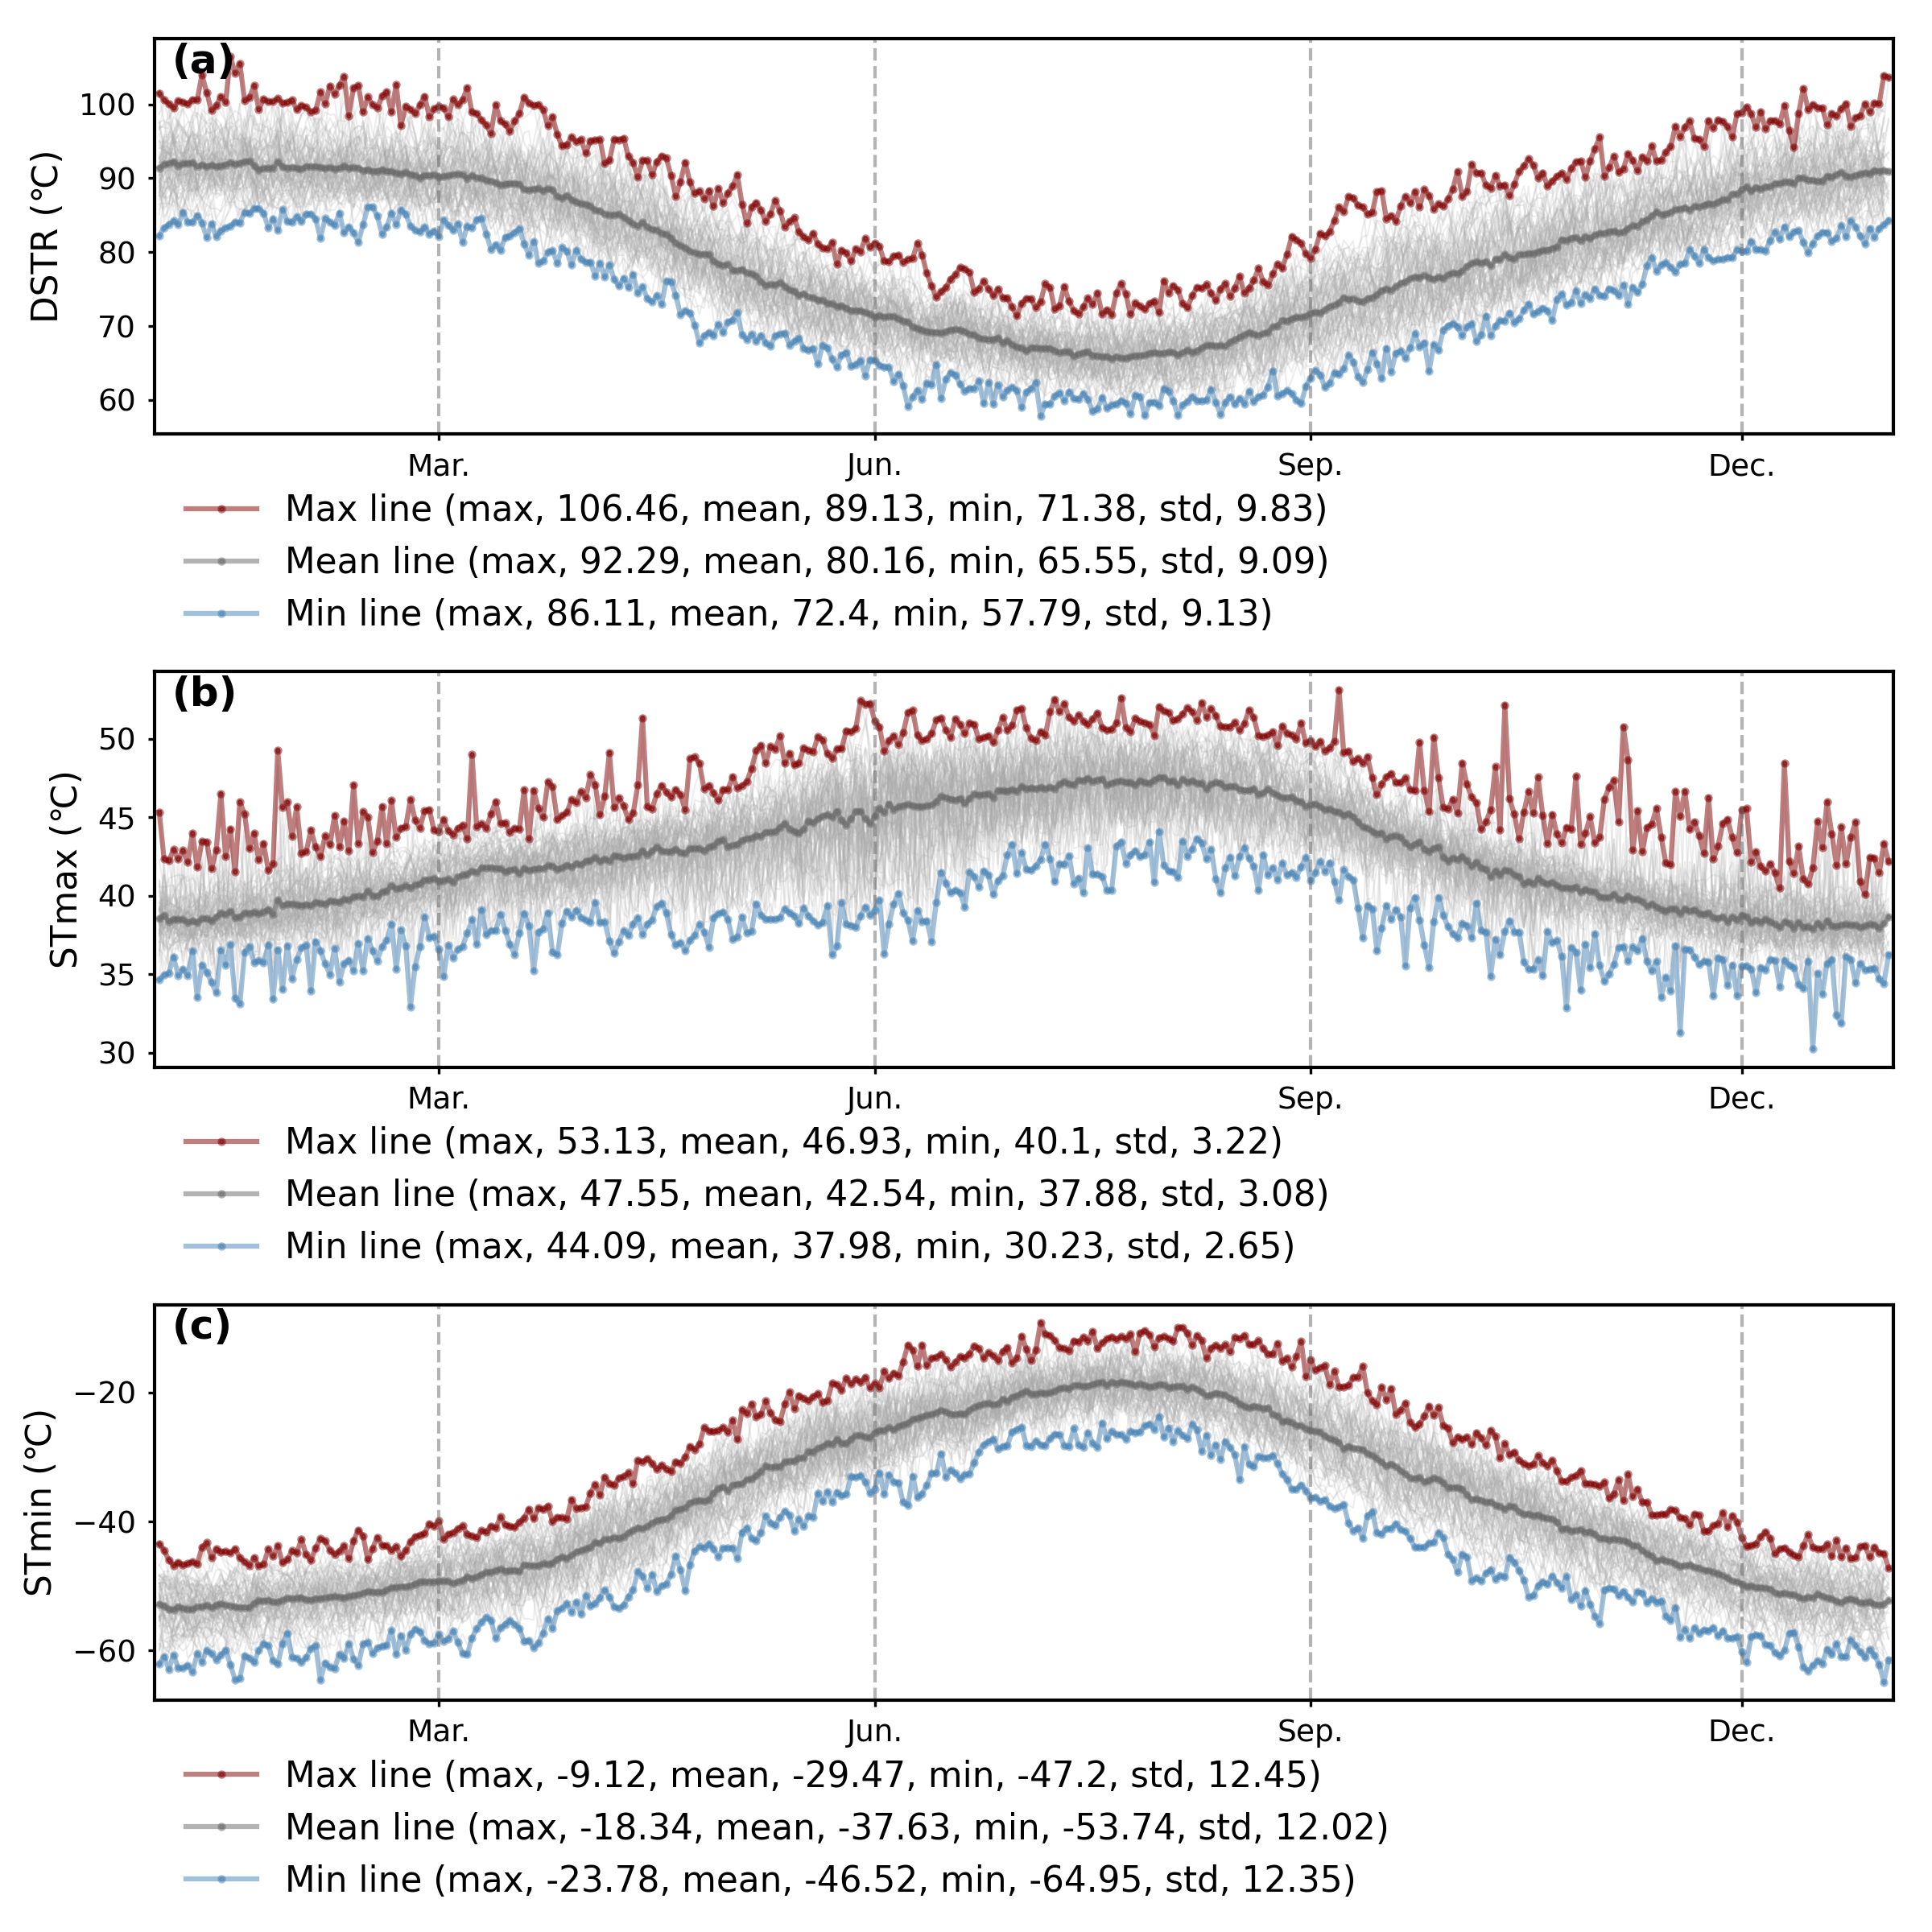 (a)
DSTR (℃)
100
90
80
70
60
Mar.
Jun.
Sep.
Dec.
Max line (max, 106.46, mean, 89.13, min, 71.38, std, 9.83)
Mean line (max, 92.29, mean, 80.16, min, 65.55, std, 9.09)
Min line (max, 86.11, mean, 72.4, min, 57.79, std, 9.13)
(b)
STmax (℃)
50
45
40
35
30
Mar.
Jun.
Sep.
Dec.
Max line (max, 53.13, mean, 46.93, min, 40.1, std, 3.22)
Mean line (max, 47.55, mean, 42.54, min, 37.88, std, 3.08)
Min line (max, 44.09, mean, 37.98, min, 30.23, std, 2.65)
(c)
STmin (℃)
−20
−40
−60
Mar.
Jun.
Sep.
Dec.
Max line (max, -9.12, mean, -29.47, min, -47.2, std, 12.45)
Mean line (max, -18.34, mean, -37.63, min, -53.74, std, 12.02)
Min line (max, -23.78, mean, -46.52, min, -64.95, std, 12.35)